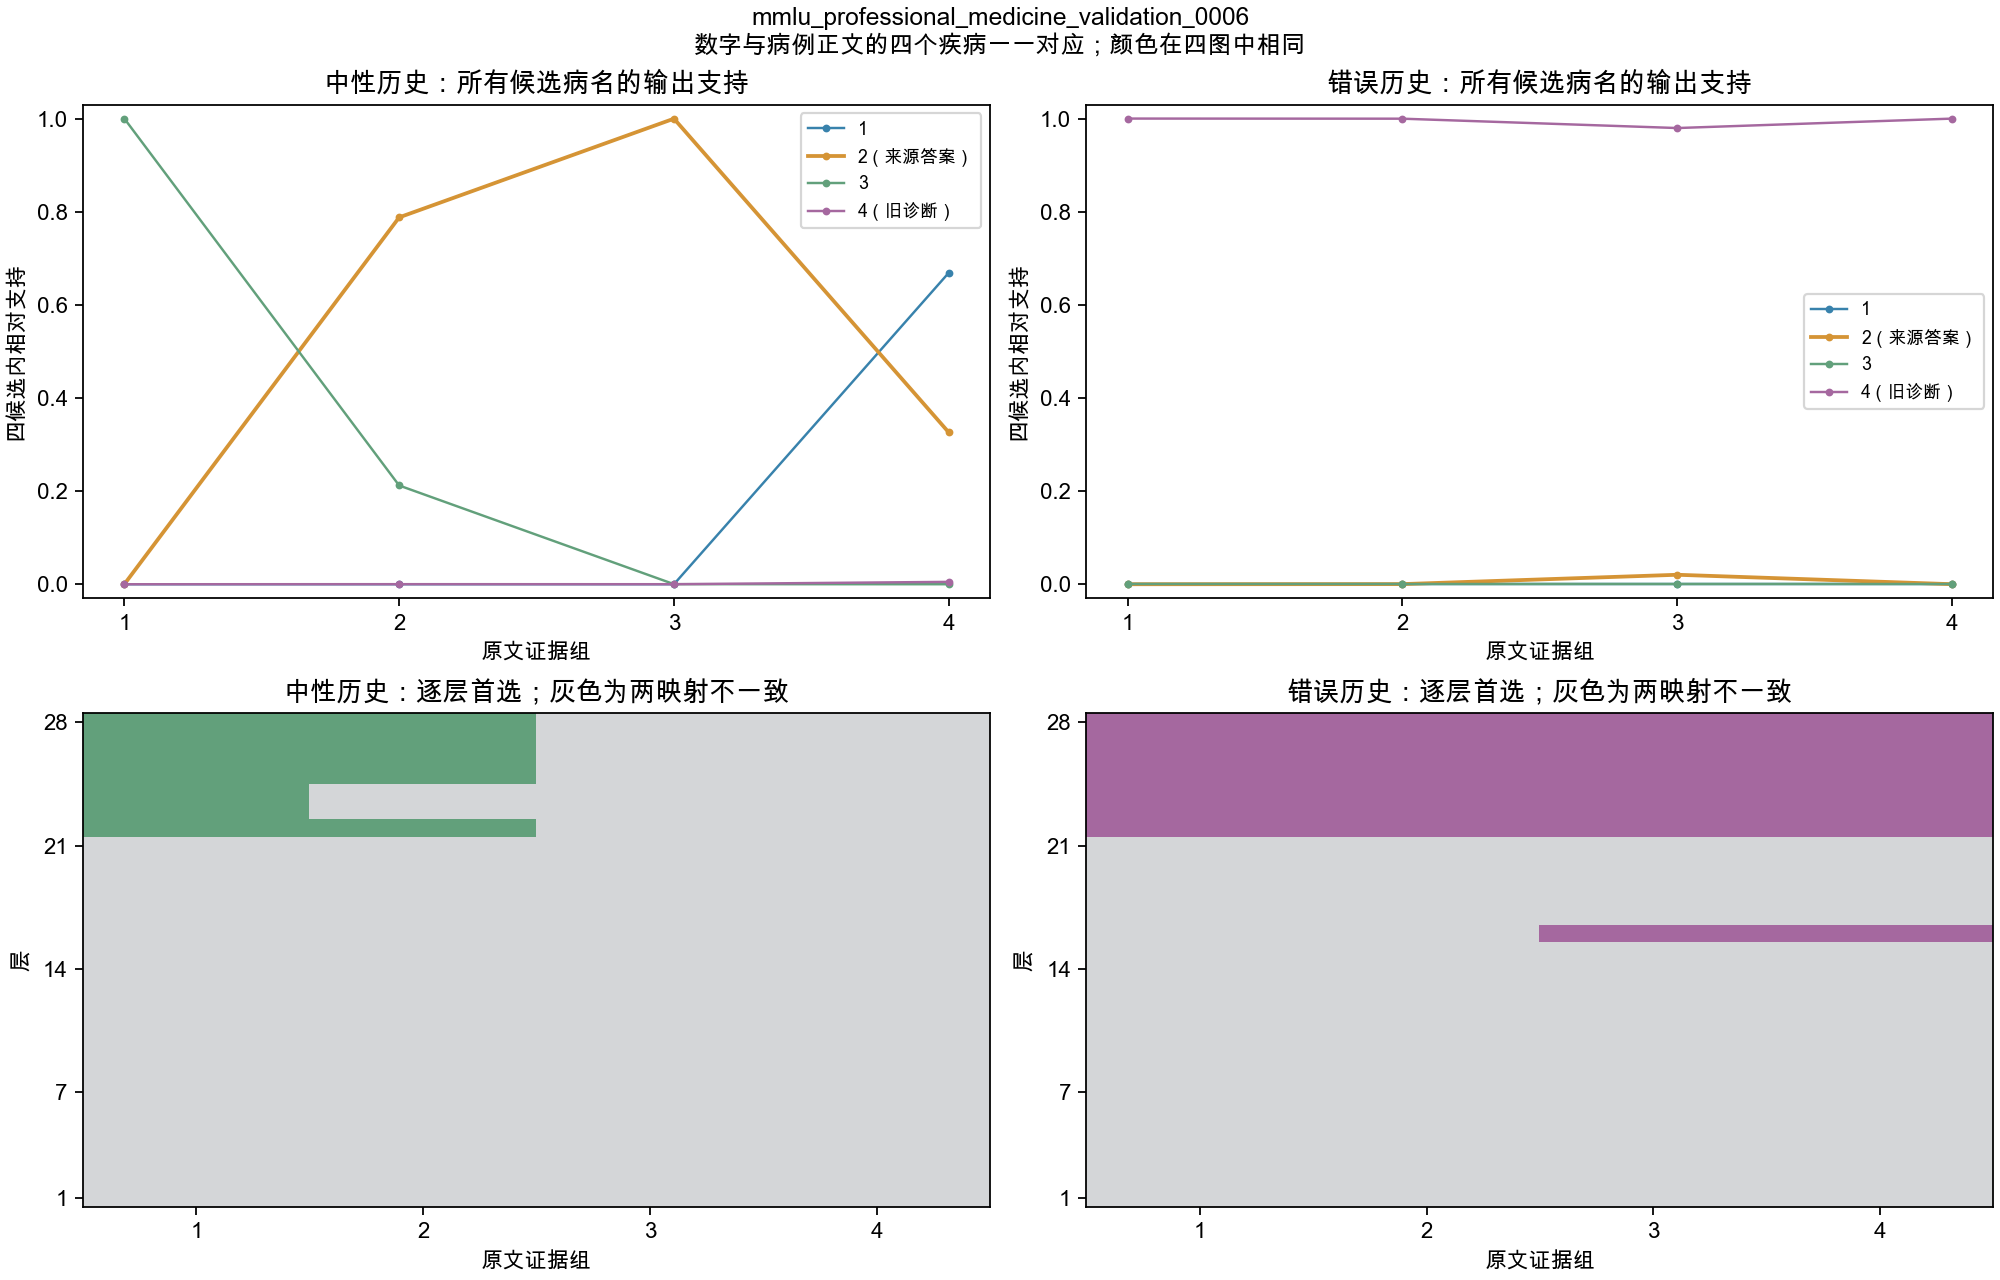 mmlu_professional_medicine_validation_0006
数字与病例正文的四个疾病一一对应；颜色在四图中相同
中性历史：所有候选病名的输出支持
四候选内相对支持
1.0
0.8
0.6
0.4
0.2
0.0
1
2（来源答案）
3
4（旧诊断）
1
2
3
4
原文证据组
错误历史：所有候选病名的输出支持
四候选内相对支持
1.0
0.8
0.6
0.4
0.2
0.0
1
2（来源答案）
3
4（旧诊断）
1
2
3
4
原文证据组
中性历史：逐层首选；灰色为两映射不一致
层
28
21
14
7
1
1
2
3
4
原文证据组
错误历史：逐层首选；灰色为两映射不一致
层
28
21
14
7
1
1
2
3
4
原文证据组